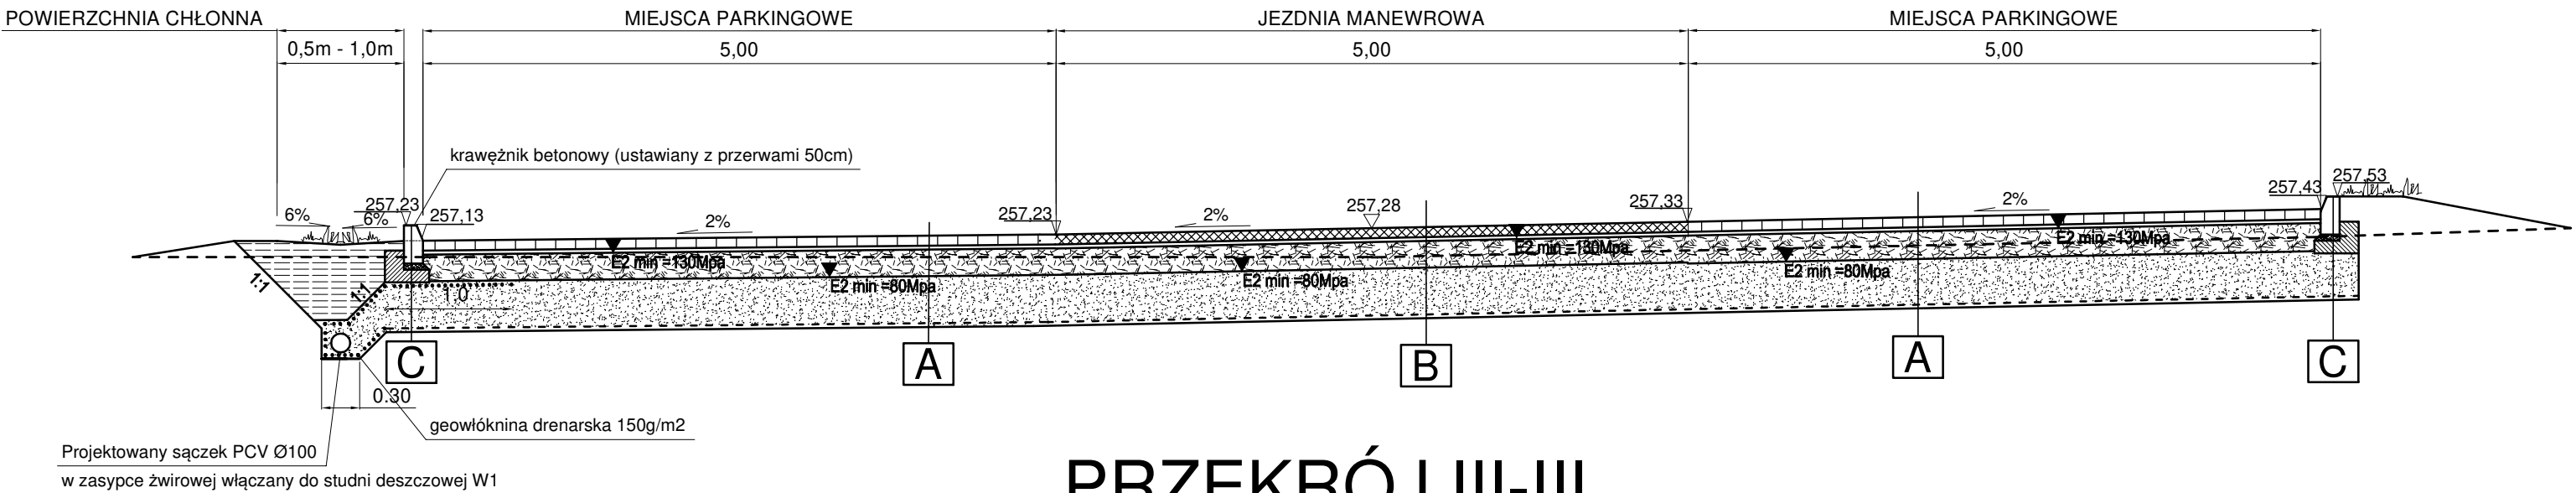 POWIERZCHNIA CHŁONNA
MIEJSCA PARKINGOWE
JEZDNIA MANEWROWA
MIEJSCA PARKINGOWE
0,5m - 1,0m
5,00
5,00
5,00
krawężnik betonowy (ustawiany z przerwami 50cm)
6%
6%
257,23
257,13
2%
257,23
2%
257,28
257,33
2%
257,43
257,53
E2 min =130Mpa
E2 min =130Mpa
E2 min =130Mpa
E2 min =80Mpa
E2 min =80Mpa
E2 min =80Mpa
1:1
1:1
1.0
C
A
B
A
C
0.30
geowłóknina drenarska 150g/m2
Projektowany sączek PCV Ø100
w zasypce żwirowej włączany do studni deszczowej W1
PRZEKRÓJ III-III